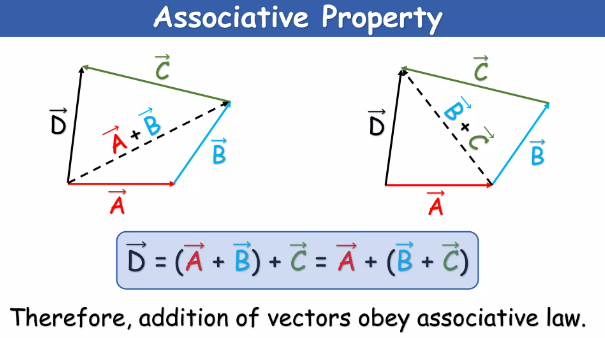 Associative Property
C⃗
C⃗
D⃗
A⃗ + B⃗
B⃗
A⃗
D⃗
B⃗ + C⃗
B⃗
A⃗
D⃗ = (A⃗ + B⃗) + C⃗ = A⃗ + (B⃗ + C⃗)
Therefore, addition of vectors obey associative law.